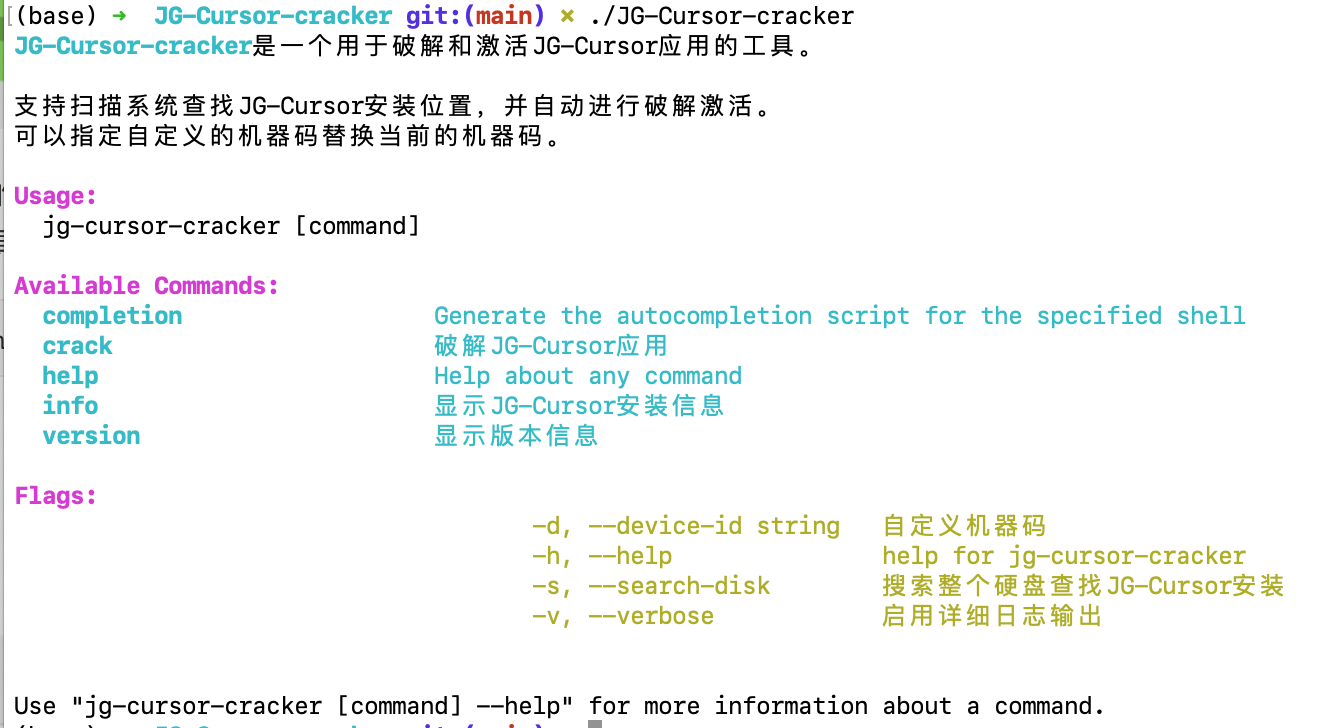 (base) ➜ JG-Cursor-cracker git:(main) ✗ ./JG-Cursor-cracker
JG-Cursor-cracker是一个用于破解和激活JG-Cursor应用的工具。
支持扫描系统查找JG-Cursor安装位置，并自动进行破解激活。
可以指定自定义的机器码替换当前的机器码。
Usage:
jg-cursor-cracker [command]
Available Commands:
completion Generate the autocompletion script for the specified shell
crack 破解JG-Cursor应用
help Help about any command
info 显示JG-Cursor安装信息
version 显示版本信息
Flags:
-d, --device-id string 自定义机器码
-h, --help help for jg-cursor-cracker
-s, --search-disk 搜索整个硬盘查找JG-Cursor安装
-v, --verbose 启用详细日志输出
Use "jg-cursor-cracker [command] --help" for more information about a command.